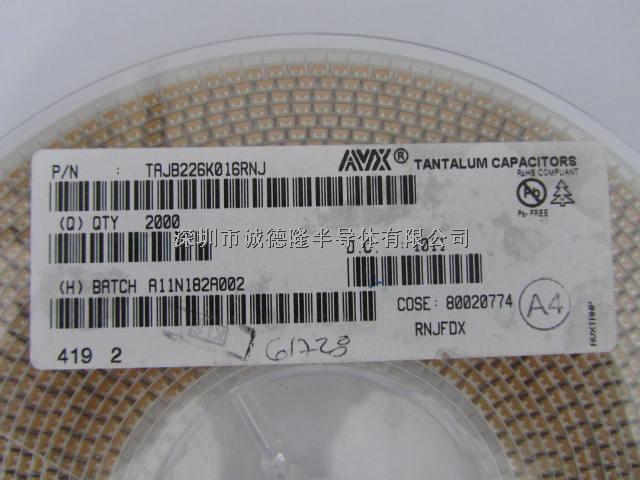 P/N : TAJB226K016RNJ
AVX® TANTALUM CAPACITORS
RoHS COMPLIANT
Pb
Pb- FREE
(Q) QTY 2000
深圳市诚德隆半导体有限公司
D.C.
(H) BATCH A11N182A002
COSE: 80020774
A4
RNJFDX
419 2
61728